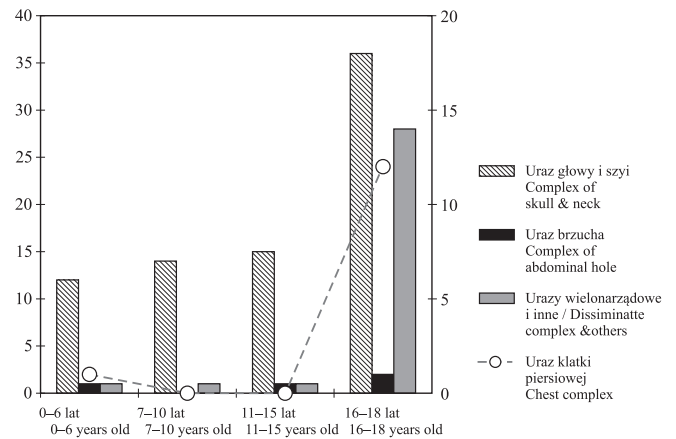 40
35
30
25
20
15
10
5
0
20
15
10
5
0
0–6 lat
0–6 years old
7–10 lat
7–10 years old
11–15 lat
11–15 years old
16–18 lat
16–18 years old
Uraz głowy i szyi
Complex of
skull & neck
Uraz brzucha
Complex of
abdominal hole
Urazy wielonarządowe
i inne / Dissiminatte
complex &others
Uraz klatki
piersiowej
Chest complex